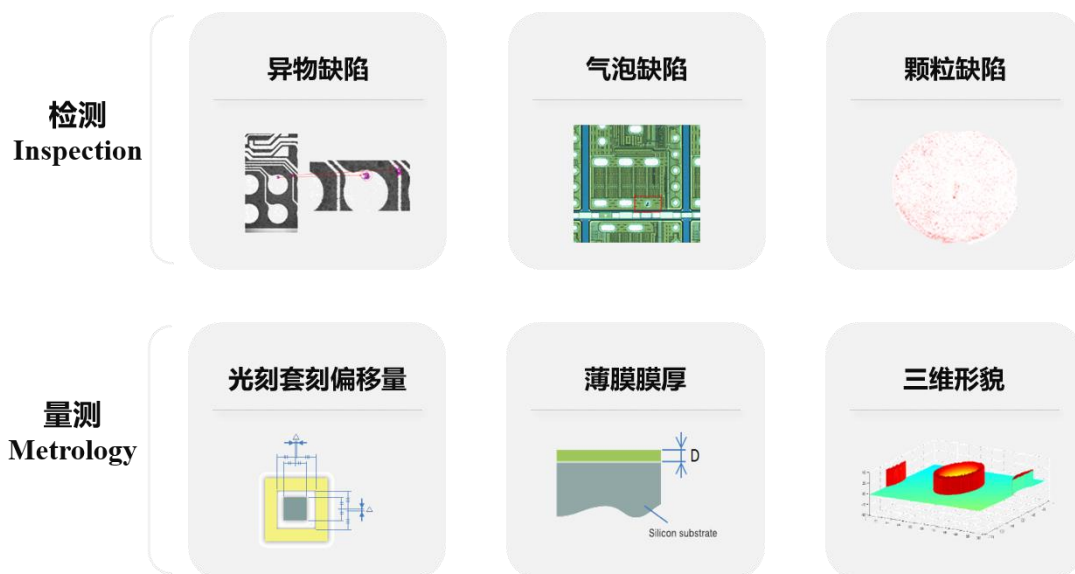 检测
Inspection
异物缺陷
气泡缺陷
颗粒缺陷
量测
Metrology
光刻套刻偏移量
薄膜膜厚
D
Silicon substrate
三维形貌